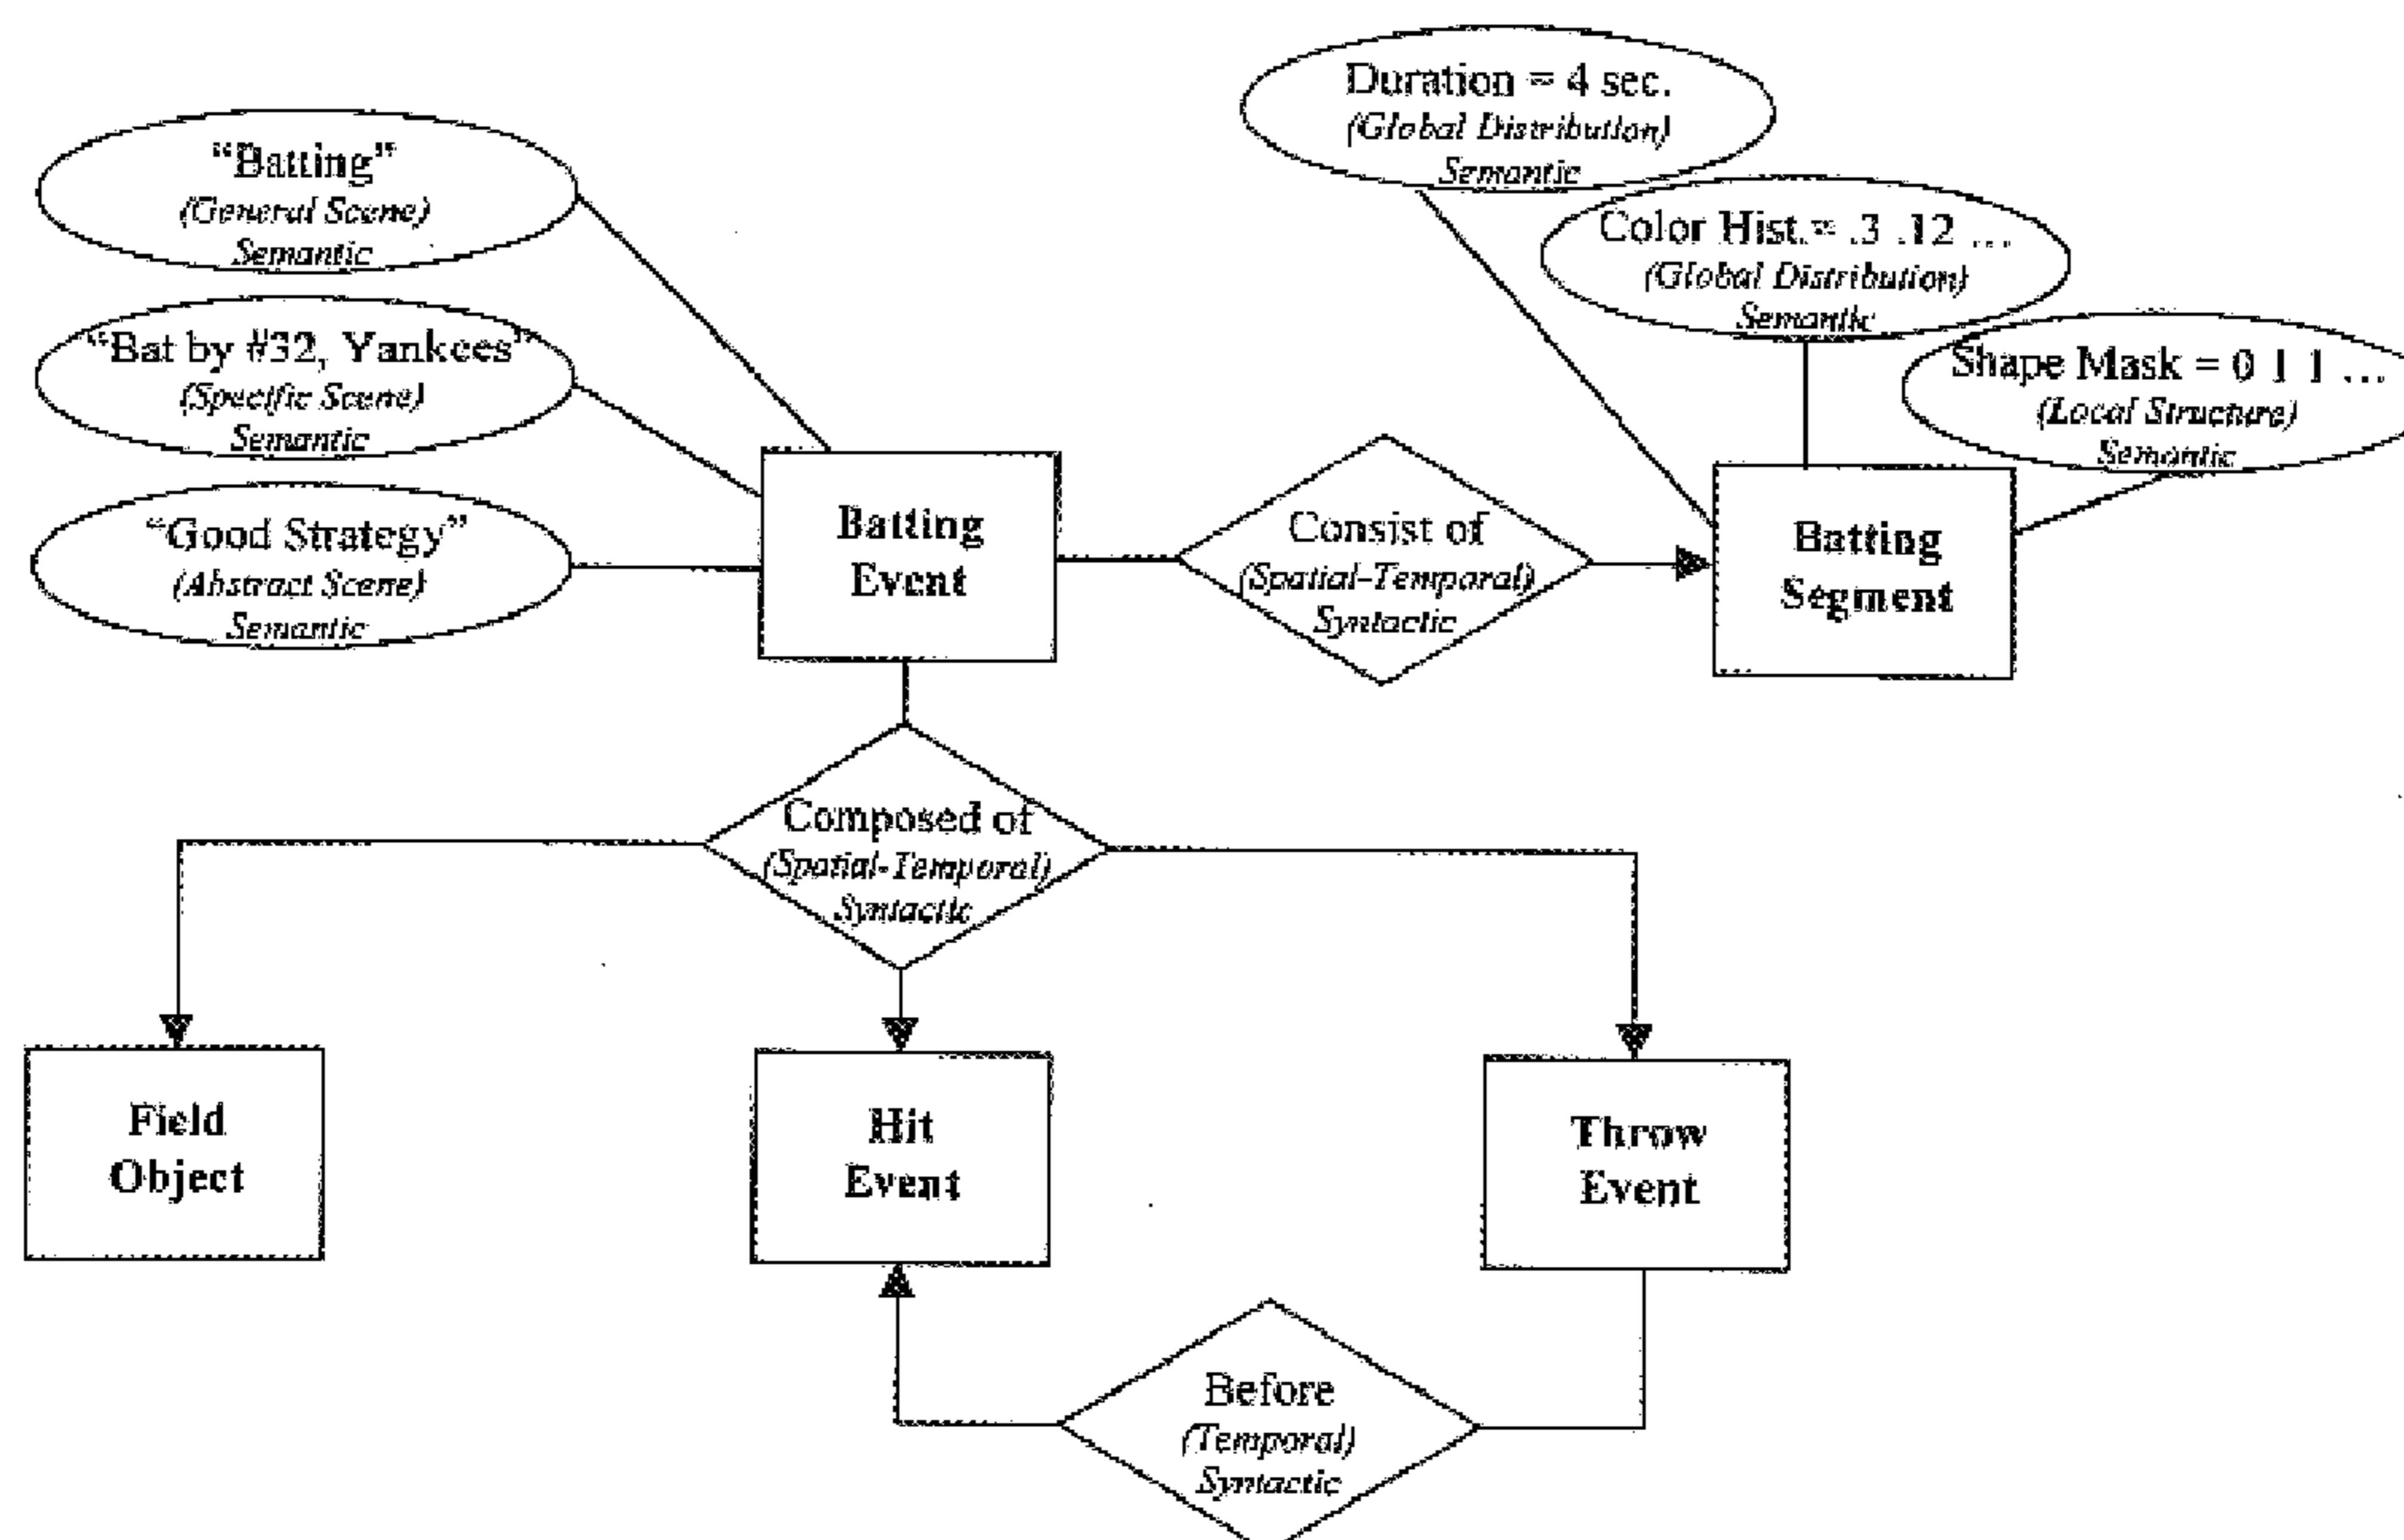 Duration = 4 sec.
(Global Distribution)
Semantic
“Batting”
(General Scene)
Semantic
Color Hist.= .3 .12 ...
(Global Distribution)
Semantic
“Bat by #32, Yankees”
(Specific Scene)
Semantic
Shape Mask = 0 1 1 ...
(Local Structure)
Semantic
“Good Strategy”
(Abstract Scene)
Semantic
Batting
Event
Consist of
(Spatial-Temporal)
Syntactic
Batting
Segment
Composed of
(Spatial-Temporal)
Syntactic
Field
Object
Hit
Event
Throw
Event
Before
(Temporal)
Syntactic